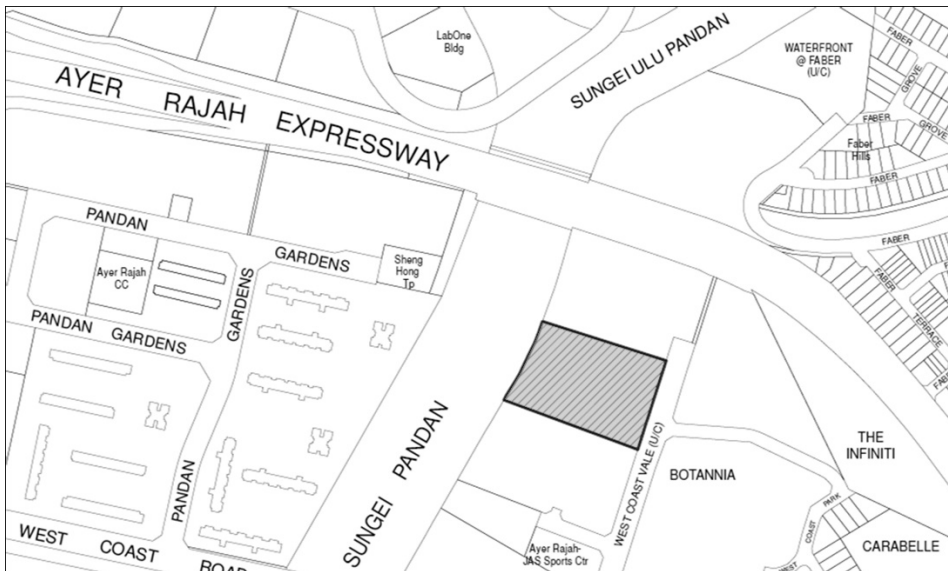 LabOne
Bldg
SUNGEI ULU PANDAN
WATERFRONT
@ FABER
(U/C)
FABER
GROVE
FABER
GROVE
AYER RAJAH EXPRESSWAY
Faber
Hills
FABER
FABER
FABER
TERRACE
PANDAN
GARDENS
Sheng
Hong
Tp
Ayer Rajah
CC
GARDENS
PANDAN GARDENS
PANDAN
SUNGEI PANDAN
WEST COAST VALE (U/C)
BOTANNIA
THE
INFINITI
PARK
COAST
CARABELLE
WEST COAST ROAD
Ayer Rajah-
JAS Sports Ctr